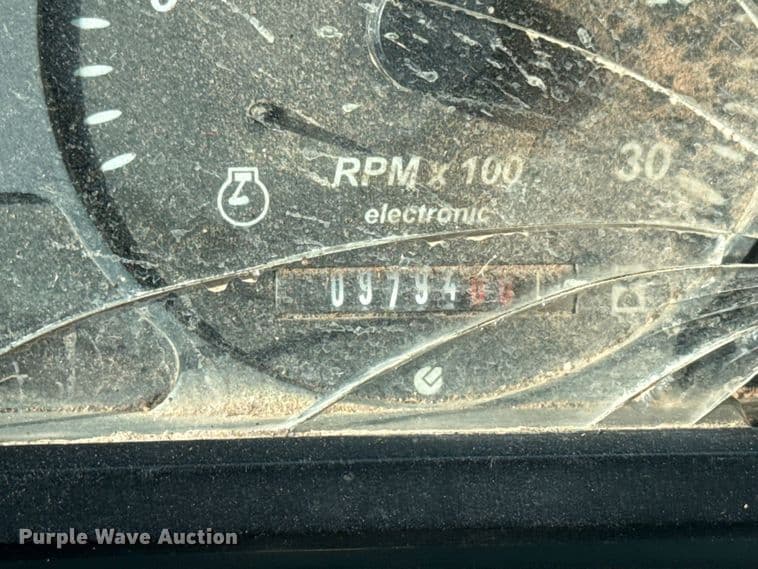 RPM x 100
30
electronic
09794
Purple Wave Auction